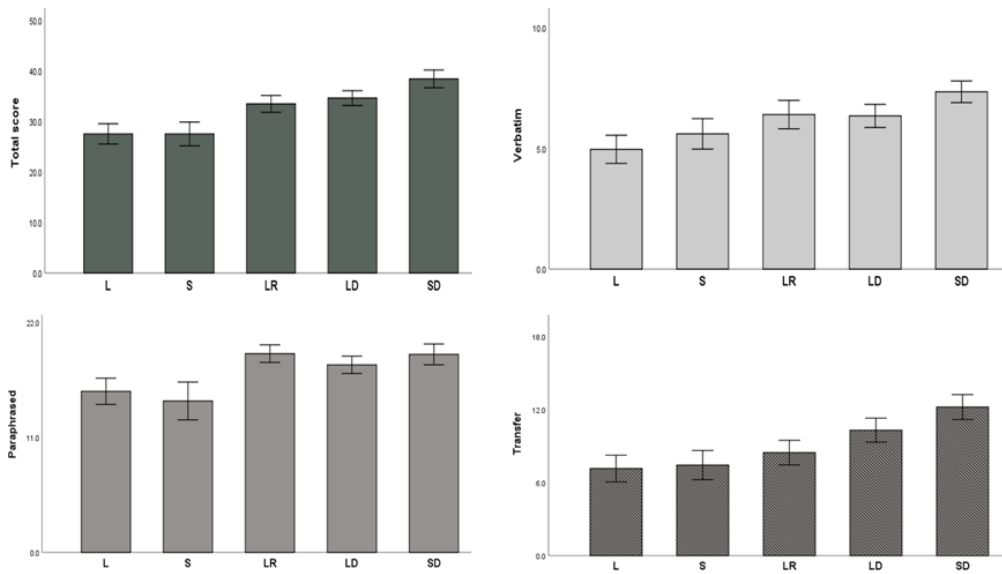 Total score
50.0
40.0
30.0
20.0
10.0
0.0
L S LR LD SD
Verbatim
10.0
5.0
0.0
L S LR LD SD
Paraphrased
22.0
11.0
0.0
L S LR LD SD
Transfer
18.0
12.0
6.0
0.0
L S LR LD SD